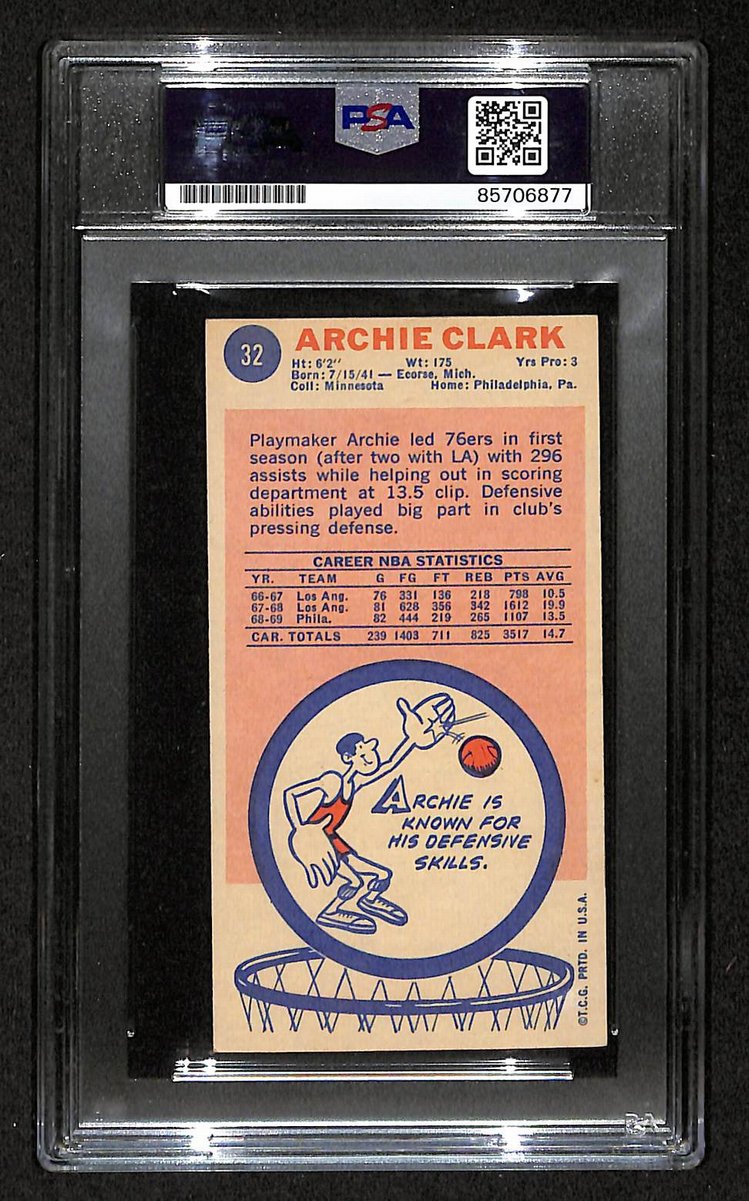 PSA
85706877
32
ARCHIE CLARK
Ht: 6'2" Wt: 175 Yrs Pro: 3
Born: 7/15/41 — Ecorse, Mich.
Coll: Minnesota Home: Philadelphia, Pa.
Playmaker Archie led 76ers in first
season (after two with LA) with 296
assists while helping out in scoring
department at 13.5 clip. Defensive
abilities played big part in club's
pressing defense.
CAREER NBA STATISTICS
YR. TEAM G FG FT REB PTS AVG
66-67 Los Ang. 76 331 136 218 798 10.5
67-68 Los Ang. 81 628 356 342 1612 19.9
68-69 Phila. 82 444 219 265 1107 13.5
CAR. TOTALS 239 1403 711 825 3517 14.7
ARCHIE IS
KNOWN FOR
HIS DEFENSIVE
SKILLS.
©T.C.G. PRTD. IN U.S.A.